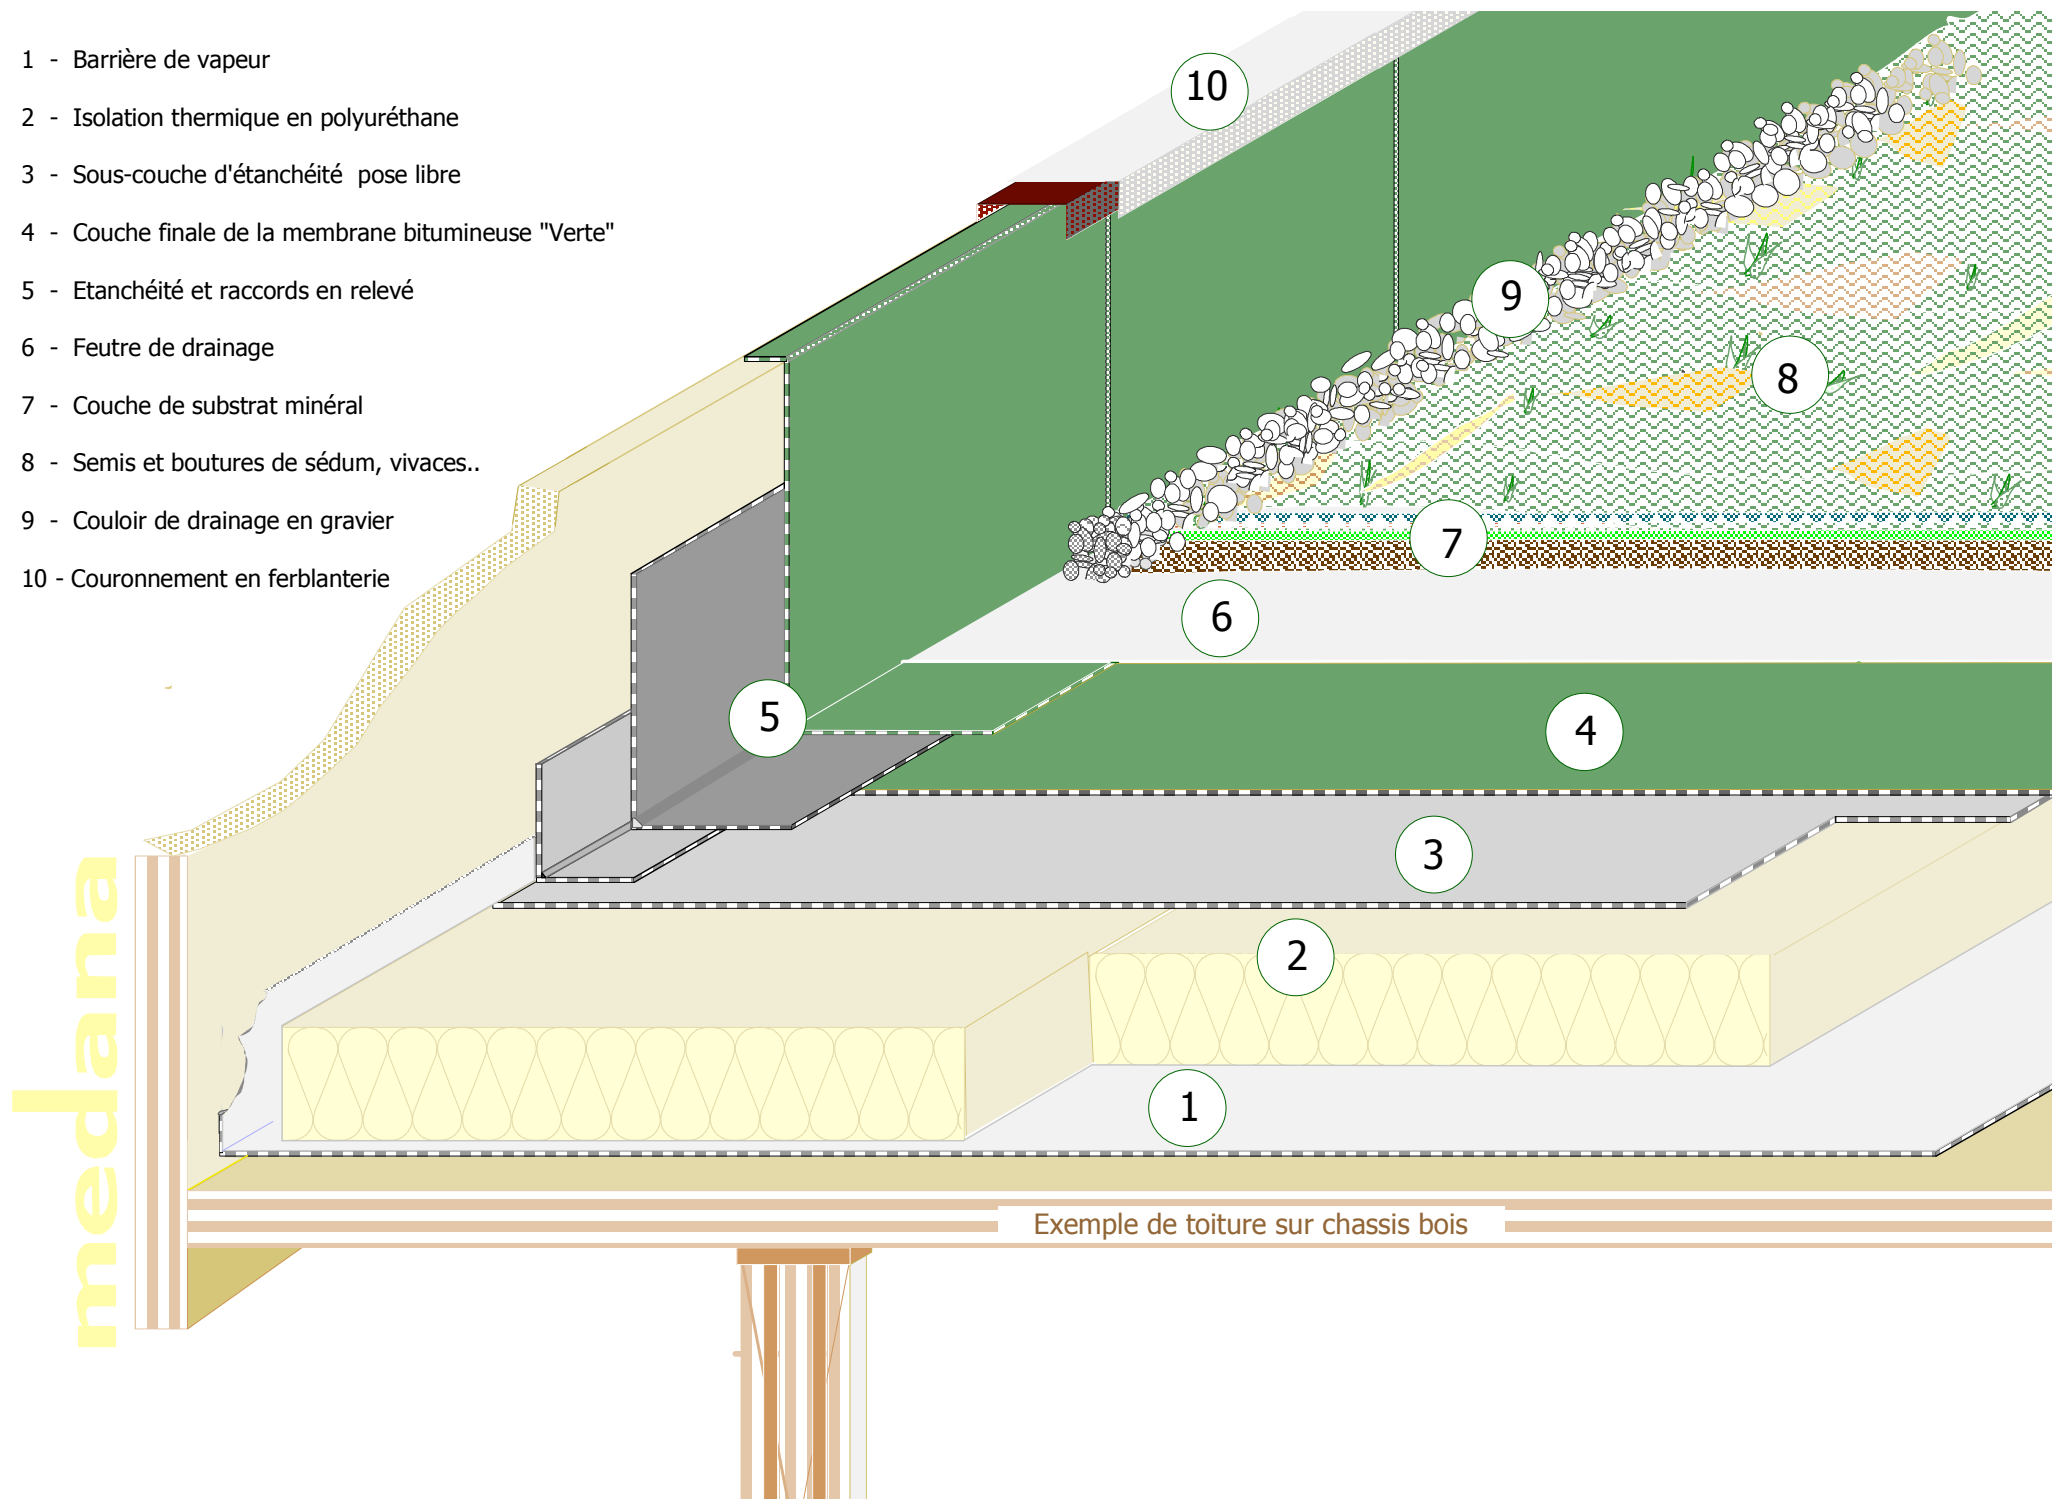 1 - Barrière de vapeur
2 - Isolation thermique en polyuréthane
3 - Sous-couche d'étanchéité pose libre
4 - Couche finale de la membrane bitumineuse "Verte"
5 - Etanchéité et raccords en relevé
6 - Feutre de drainage
7 - Couche de substrat minéral
8 - Semis et boutures de sédum, vivaces..
9 - Couloir de drainage en gravier
10 - Couronnement en ferblanterie
10
9
8
7
6
5
4
3
2
1
Exemple de toiture sur chassis bois
medana